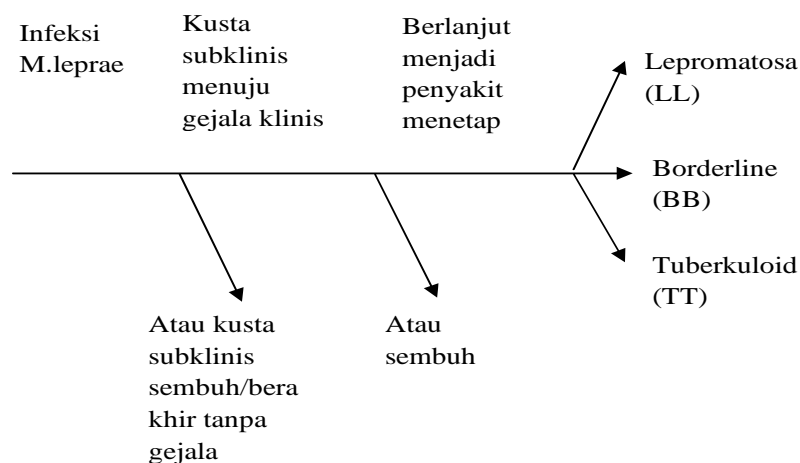 Infeksi
M.leprae
Kusta
subklinis
menuju
gejala klinis
Berlanjut
menjadi
penyakit
menetap
Lepromatosa
(LL)
Borderline
(BB)
Tuberkuloid
(TT)
Atau kusta
subklinis
sembuh/bera
khir tanpa
gejala
Atau
sembuh